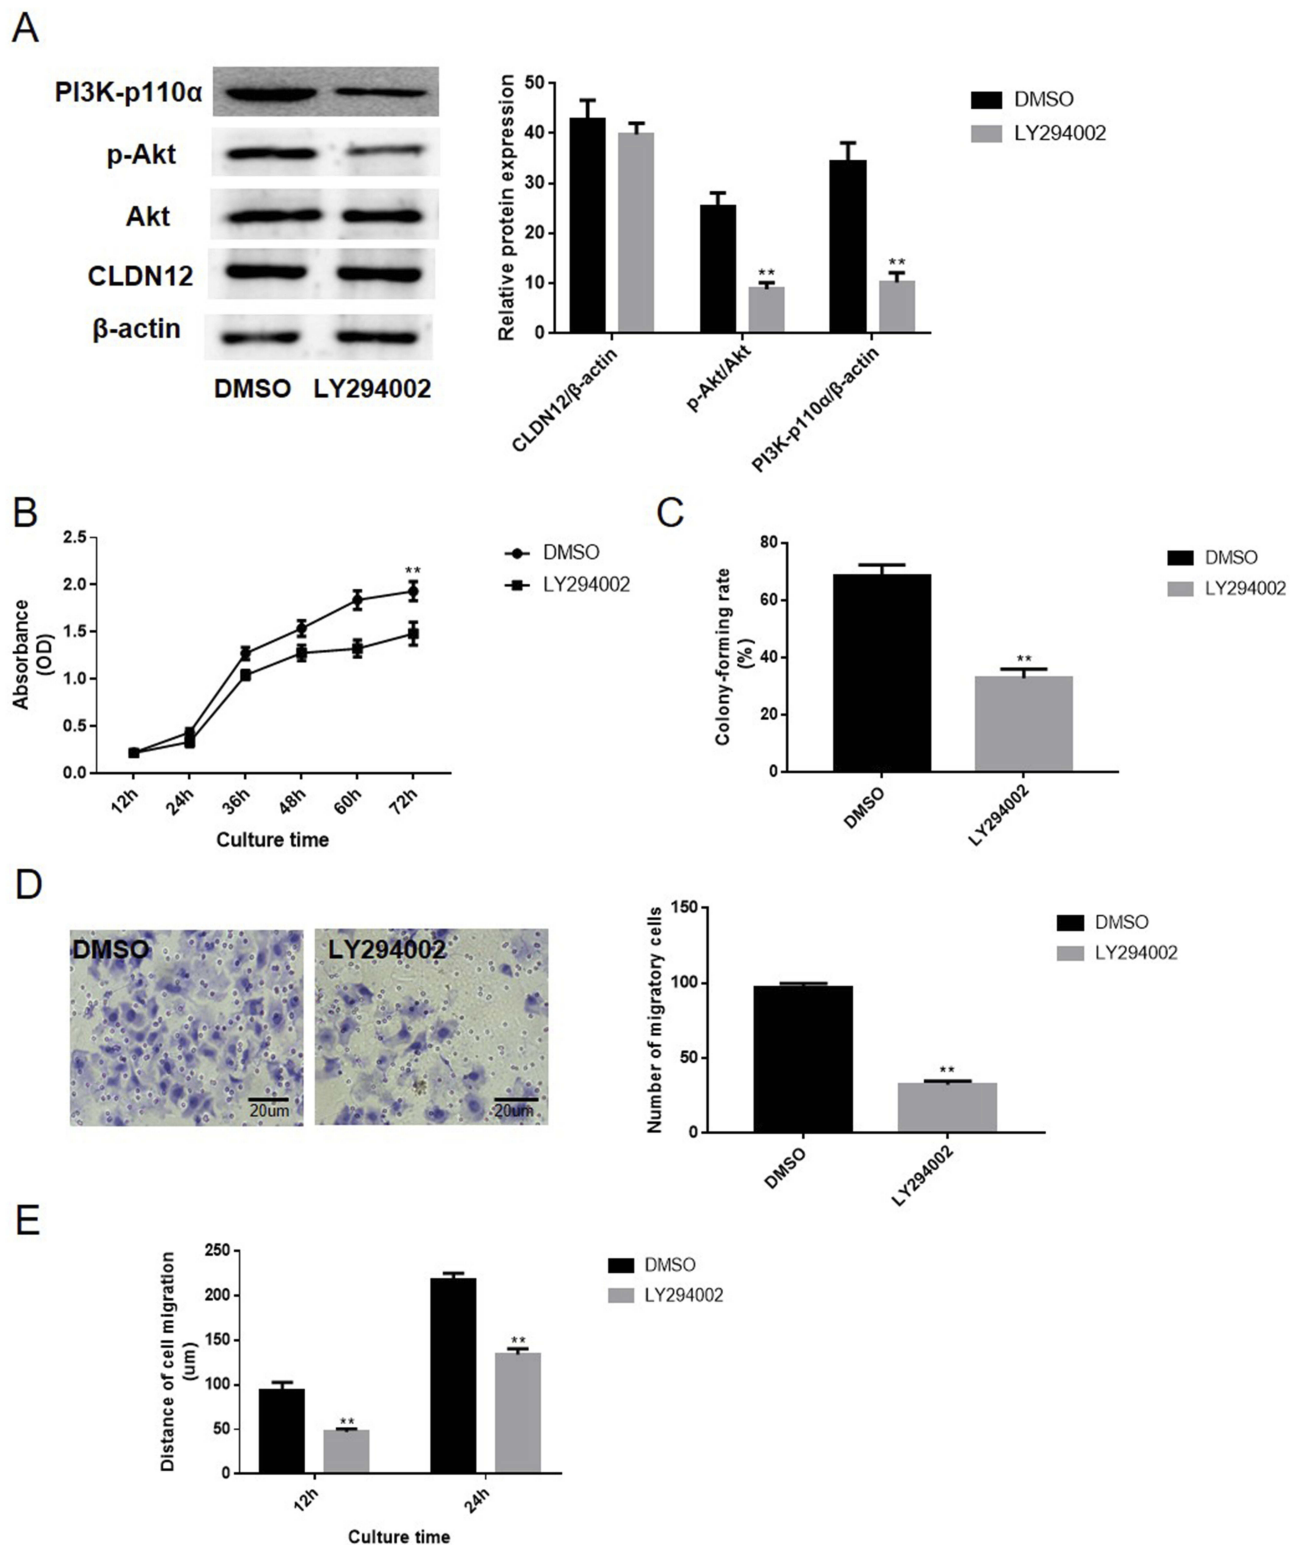 A
PI3K-p110α
p-Akt
Akt
CLDN12
β-actin
DMSO LY294002
Relative protein expression
50
40
30
20
10
0
**
**
CLDN12/β-actin
p-Akt/Akt
PI3K-p110α/β-actin
DMSO
LY294002
B
Absorbance
(OD)
2.5
2.0
1.5
1.0
0.5
0.0
**
12h
24h
36h
48h
60h
72h
Culture time
DMSO
LY294002
C
Colony-forming rate
(%)
80
60
40
20
0
**
DMSO
LY294002
DMSO
LY294002
D
DMSO
20um
LY294002
20um
Number of migratory cells
150
100
50
0
**
DMSO
LY294002
DMSO
LY294002
E
Distance of cell migration
(um)
250
200
150
100
50
0
**
**
12h
24h
Culture time
DMSO
LY294002